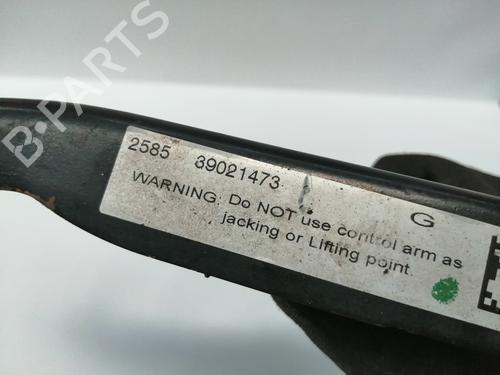 B-PARTS
2585 39021473
G
WARNING: Do NOT use control arm as
jacking or Lifting point.